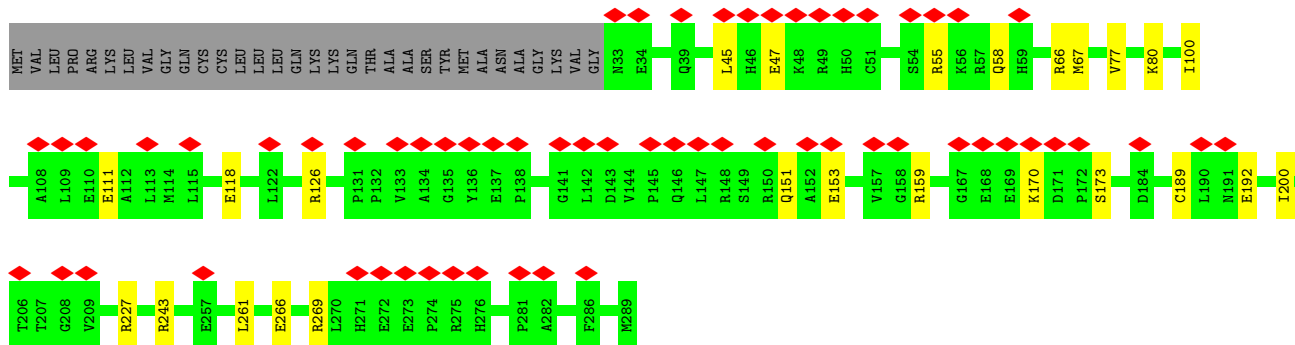 MET VAL LEU PRO ARG LYS LEU VAL GLY GLN CYS CYS LEU LEU LEU GLN LYS LYS GLN THR ALA ALA SER TYR MET ALA ASN ALA GLY LYS VAL GLY N33 E34 Q39 L45 H46 E47 K48 R49 H50 C51 S54 R55 K56 R57 Q58 H59 R66 M67 V77 K80 I100
A108 L109 E110 E111 A112 L113 M114 L115 E118 L122 R126 P131 P132 V133 A134 G135 Y136 E137 P138 G141 L142 D143 V144 P145 Q146 L147 R148 S149 R150 Q151 A152 E153 V157 G158 R159 G167 E168 E169 K170 D171 P172 S173 D184 C189 L190 N191 E192 I200
T206 T207 G208 V209 R227 R243 E257 L261 E266 R269 L270 H271 E272 E273 P274 R275 H276 P281 A282 F286 M289